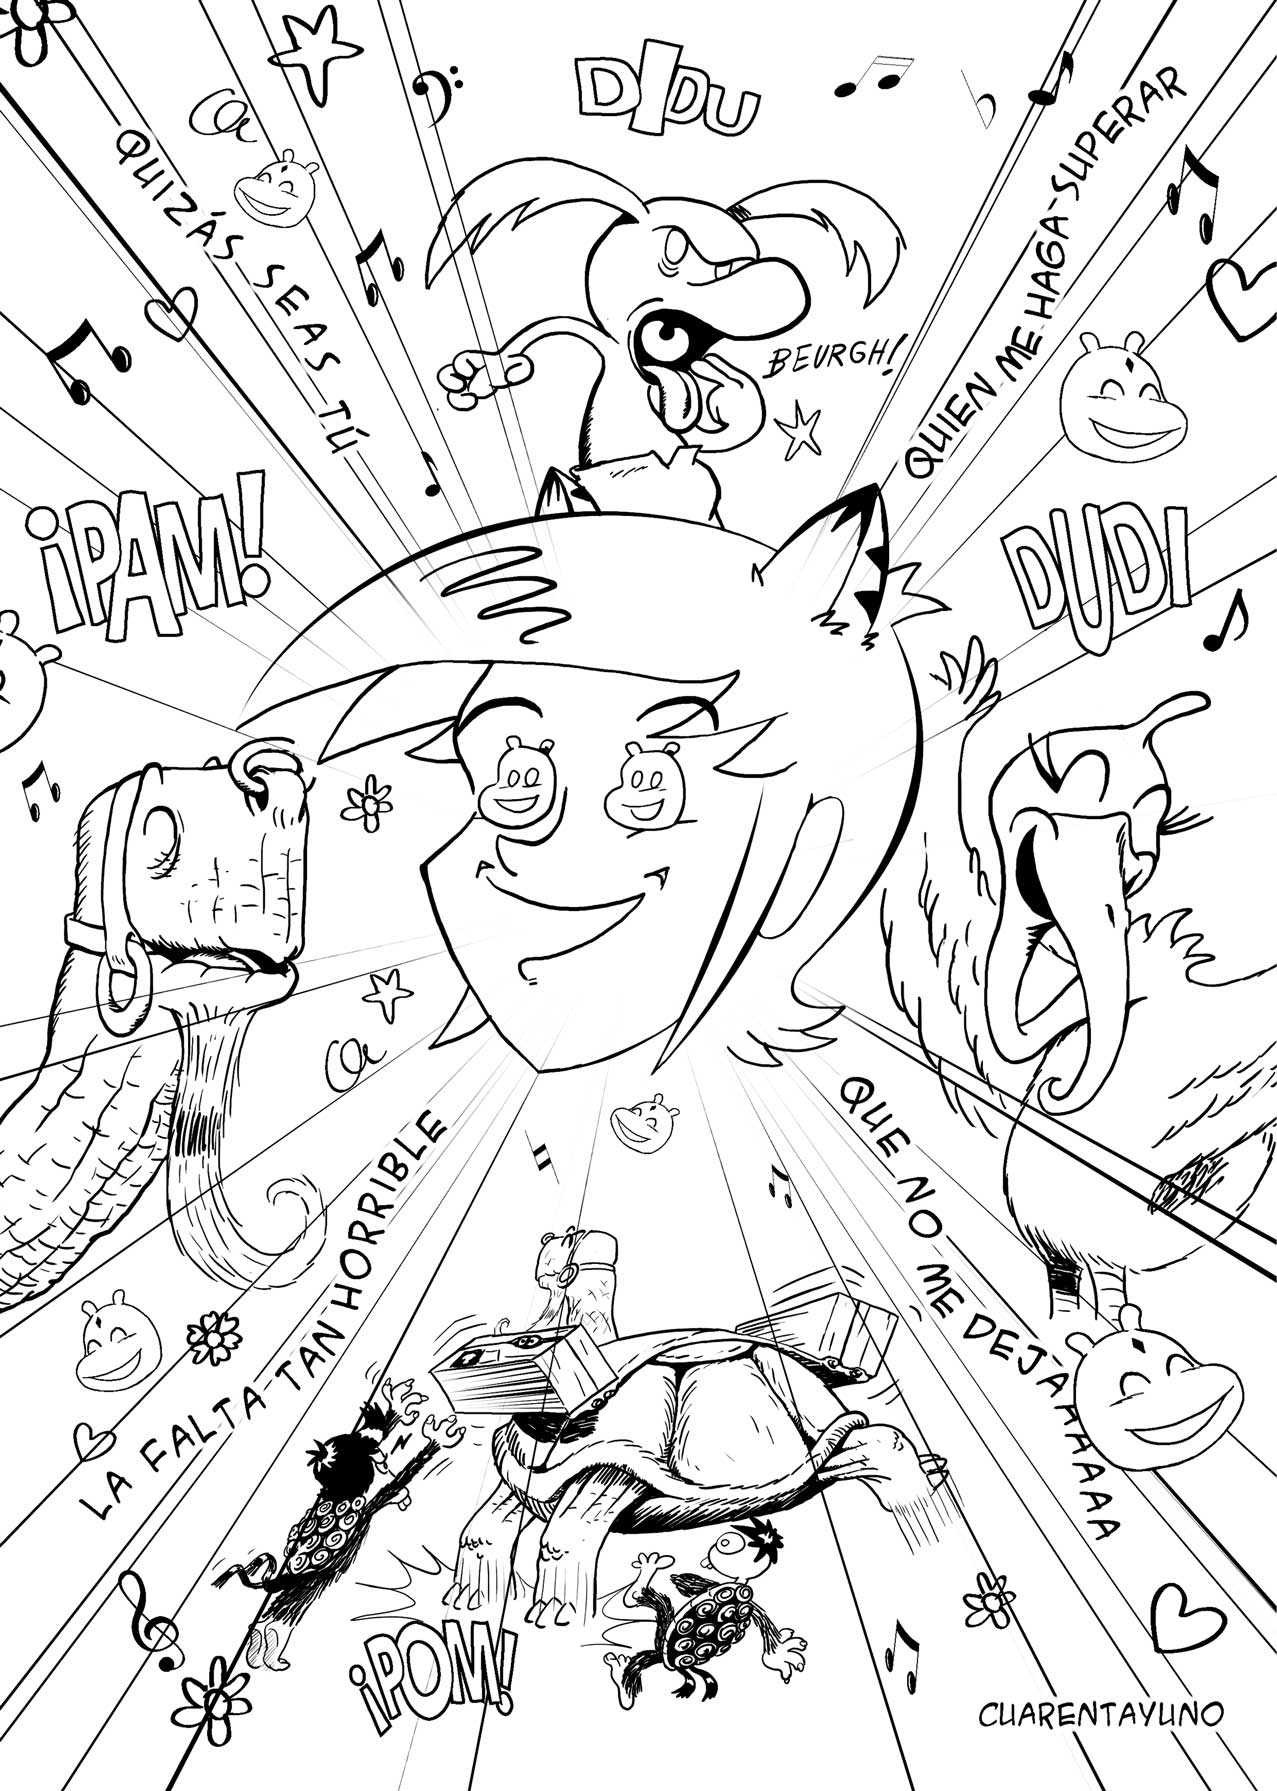 DIDU
QUIZÁS SEAS TÚ
QUIEN ME HAGA SUPERAR
BEURGH!
¡PAM!
DUDI
LA FALTA TAN HORRIBLE
QUE NO ME DEJAAAAAAA
¡POM!
CUARENTAYUNO